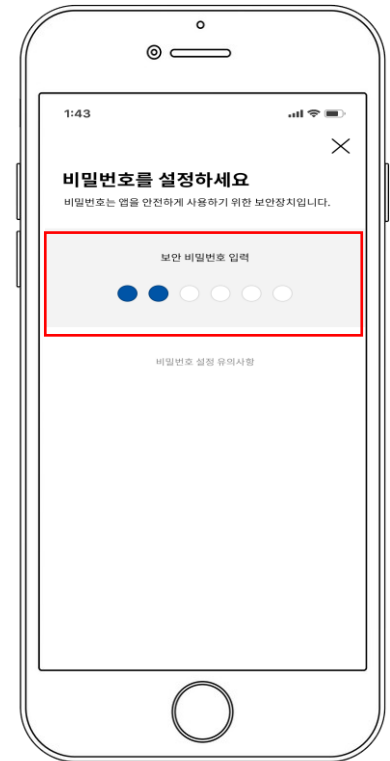 1:43
비밀번호를 설정하세요
비밀번호는 앱을 안전하게 사용하기 위한 보안장치입니다.
보안 비밀번호 입력
비밀번호 설정 유의사항